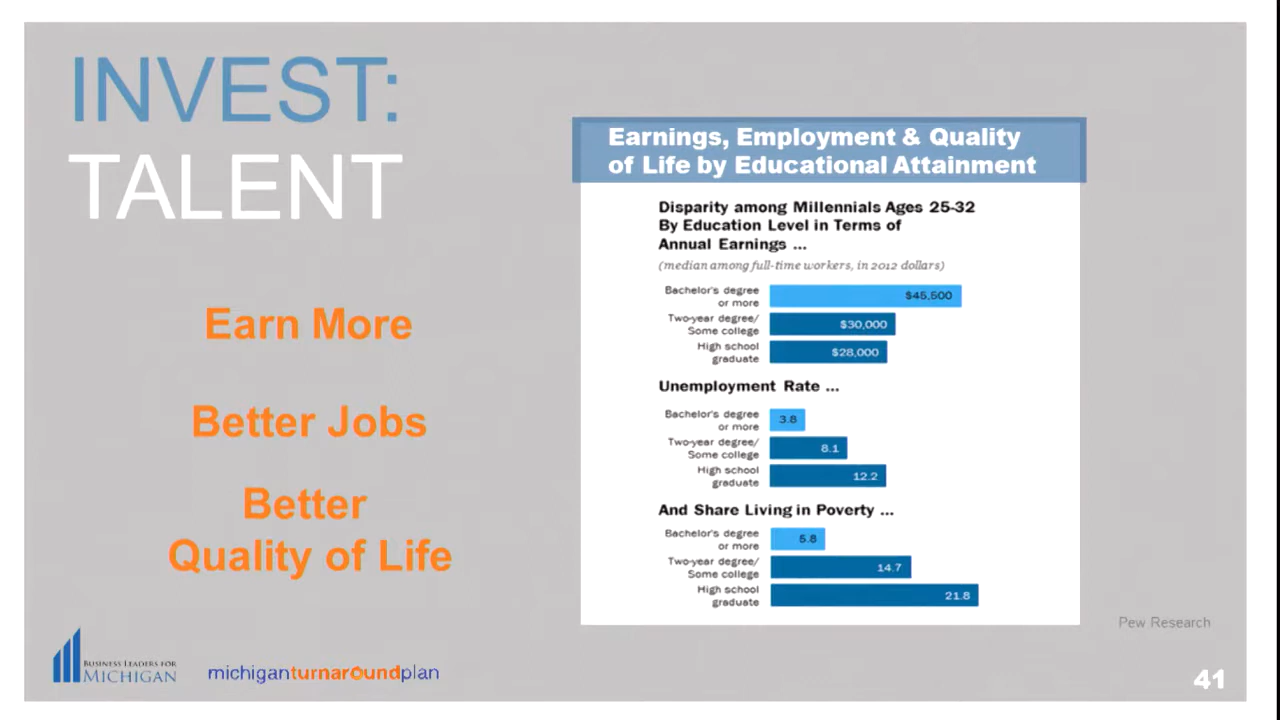 INVEST:
TALENT
Earn More
Better Jobs
Better
Quality of Life
Earnings, Employment & Quality
of Life by Educational Attainment
Disparity among Millennials Ages 25-32
By Education Level in Terms of
Annual Earnings ...
(median among full-time workers, in 2012 dollars)
Bachelor's degree
or more
$45,500
Two-year degree/
Some college
$30,000
High school
graduate
$28,000
Unemployment Rate ...
Bachelor's degree
or more
3.8
Two-year degree/
Some college
8.1
High school
graduate
12.2
And Share Living in Poverty ...
Bachelor's degree
or more
5.8
Two-year degree/
Some college
14.7
High school
graduate
21.8
Pew Research
BUSINESS LEADERS FOR
MICHIGAN
michiganturnaroundplan
41